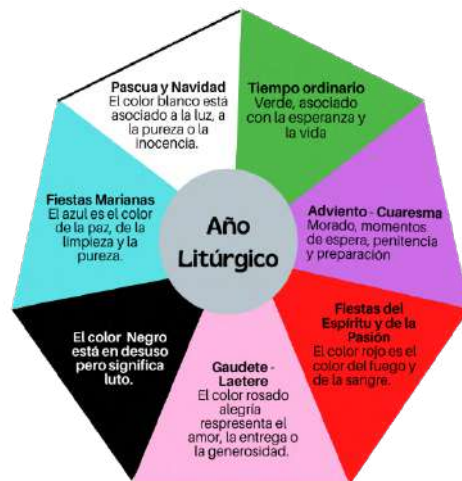 Pascua y Navidad
El color blanco está
asociado a la luz, a
la pureza o la
inocencia.
Tiempo ordinario
Verde, asociado
con la esperanza y
la vida
Adviento - Cuaresma
Morado, momentos
de espera, penitencia
y preparación
Fiestas del
Espíritu y de la
Pasión
El color rojo es el
color del fuego y
de la sangre.
Gaudete -
Laetere
El color rosado
alegría
respresenta el
amor, la entrega o
la generosidad.
El color Negro
está en desuso
pero significa
luto.
Fiestas Marianas
El azul es el color
de la paz, de la
limpieza y la
pureza.
Año
Litúrgico